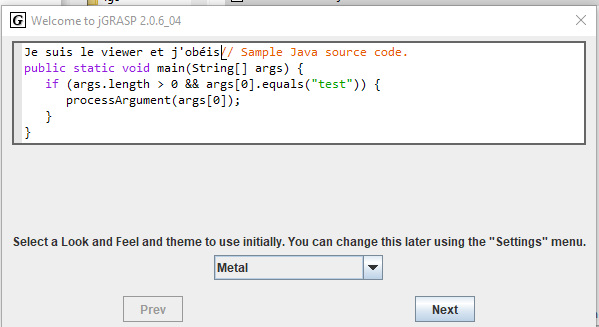 Welcome to jGRASP 2.0.6_04
Je suis le viewer et j'obéis// Sample Java source code.
public static void main(String[] args) {
   if (args.length > 0 && args[0].equals("test")) {
      processArgument(args[0]);
   }
}
Select a Look and Feel and theme to use initially. You can change this later using the "Settings" menu.
Metal
Prev
Next